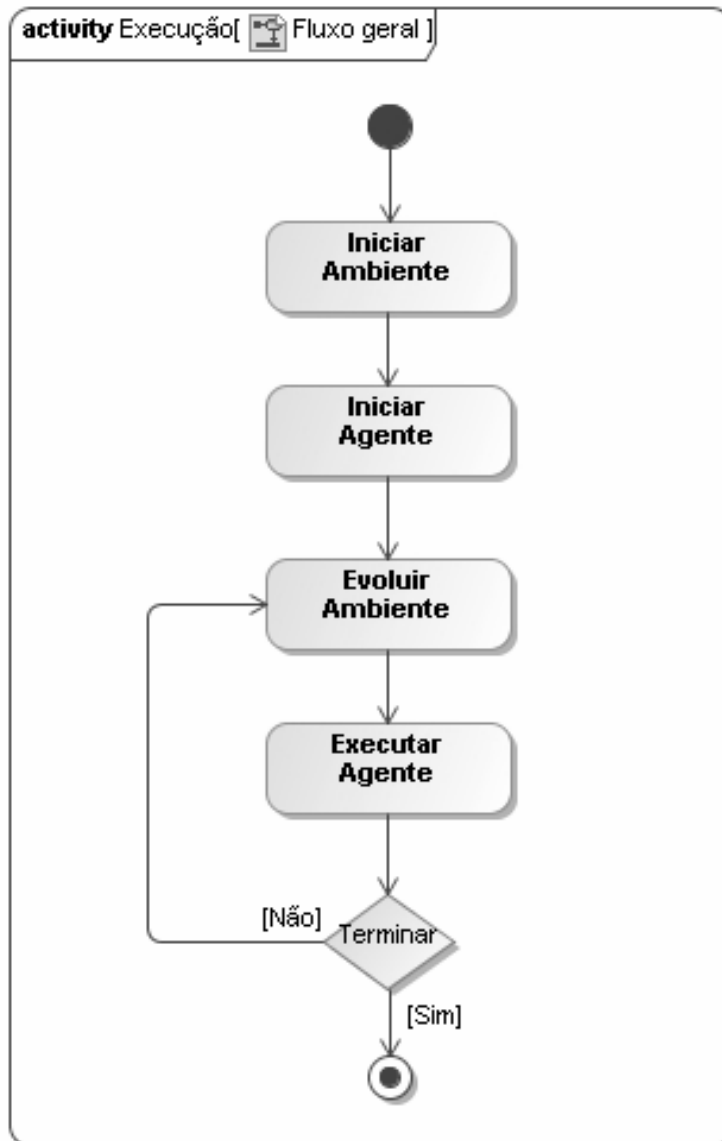 activity Execução[ Fluxo geral ]
Iniciar
Ambiente
Iniciar
Agente
Evoluir
Ambiente
Executar
Agente
[Não]
Terminar
[Sim]